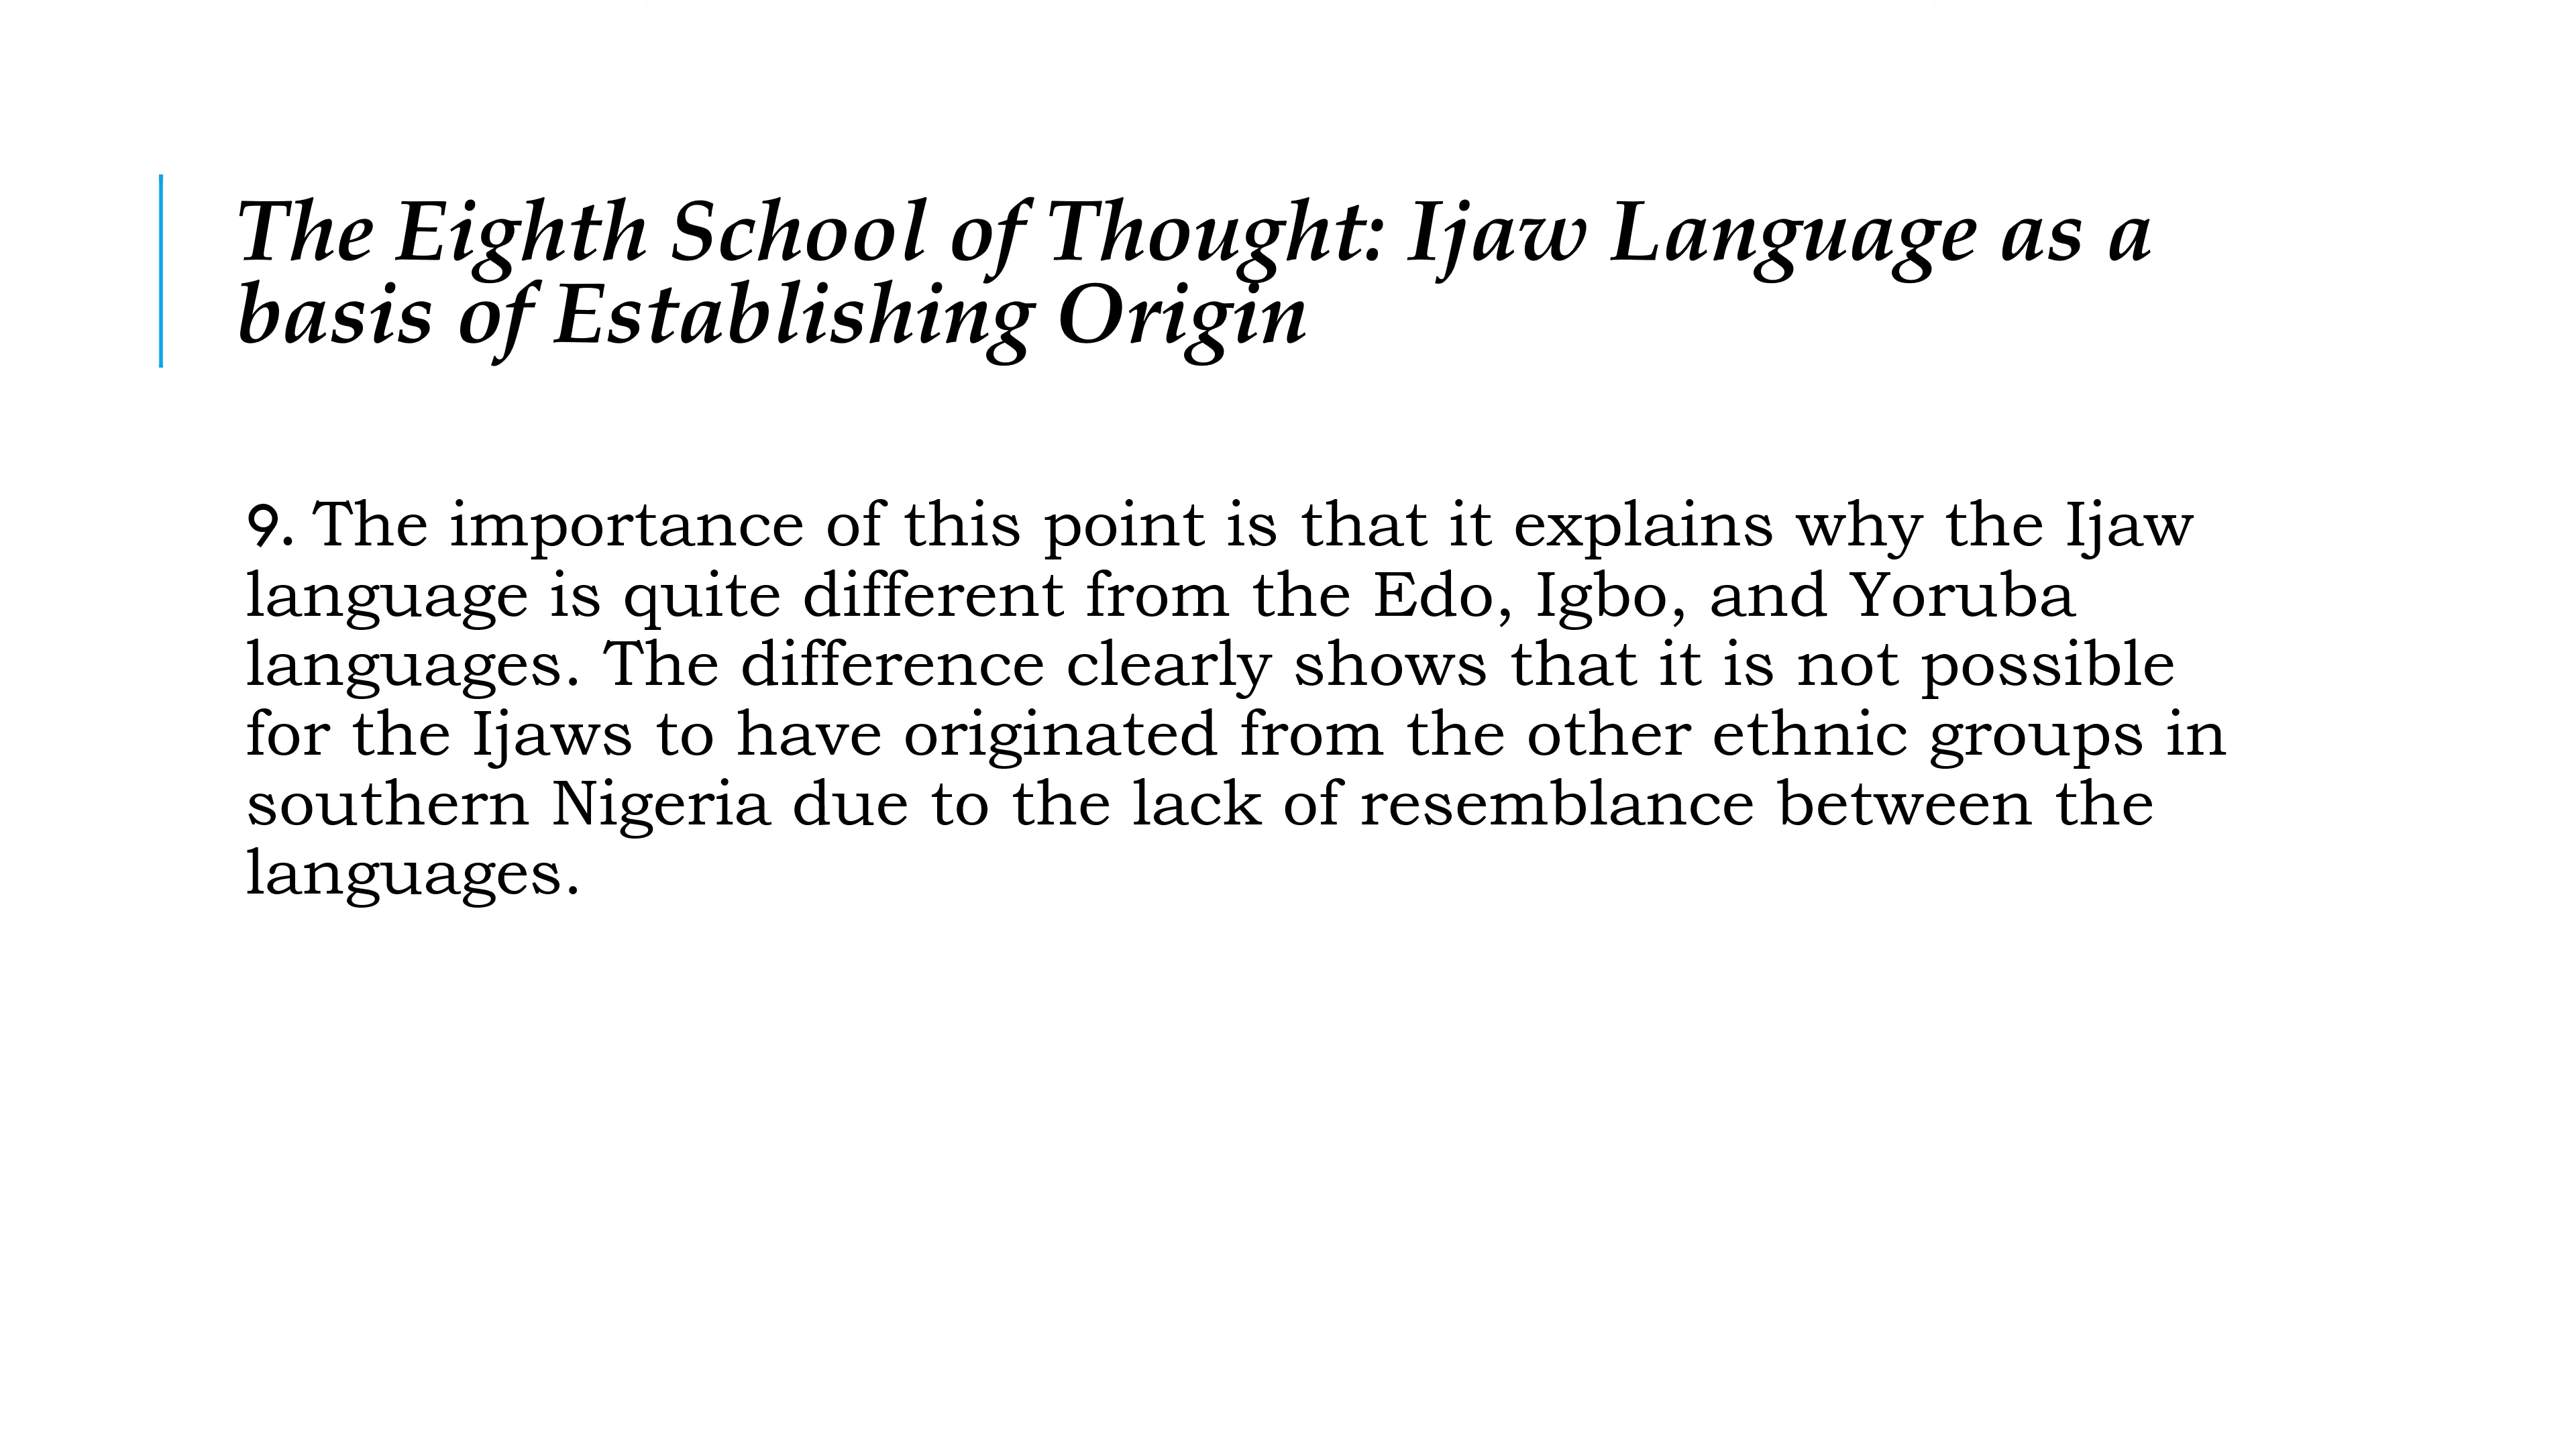 The Eighth School of Thought: Ijaw Language as a
basis of Establishing Origin
9. The importance of this point is that it explains why the Ijaw
language is quite different from the Edo, Igbo, and Yoruba
languages. The difference clearly shows that it is not possible
for the Ijaws to have originated from the other ethnic groups in
southern Nigeria due to the lack of resemblance between the
languages.